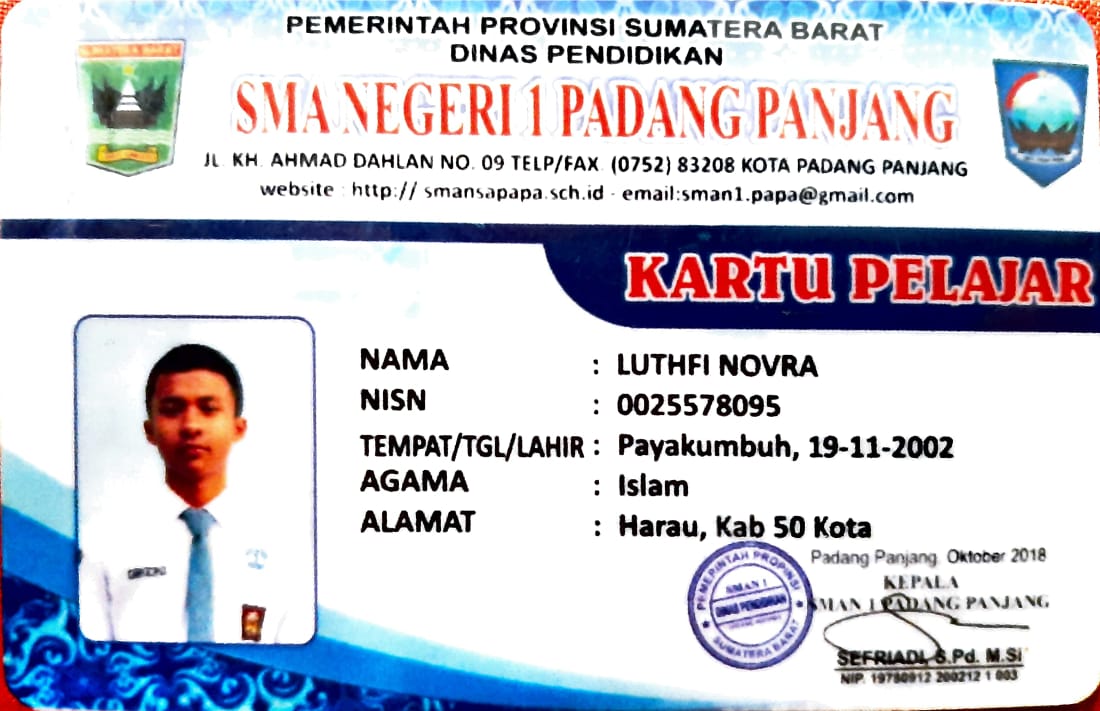 PEMERINTAH PROVINSI SUMATERA BARAT
DINAS PENDIDIKAN
SUMATERA BARAT
SMA NEGERI 1 PADANG PANJANG
JL. KH. AHMAD DAHLAN NO. 09 TELP/FAX. (0752) 83208 KOTA PADANG PANJANG
website : http:// smansapapa.sch.id - email:sman1.papa@gmail.com
KARTU PELAJAR
NAMA : LUTHFI NOVRA
NISN : 0025578095
TEMPAT/TGL/LAHIR : Payakumbuh, 19-11-2002
AGAMA : Islam
ALAMAT : Harau, Kab 50 Kota
Padang Panjang, Oktober 2018
KEPALA
SMAN 1 PADANG PANJANG
PEMERINTAH PROPINSI
SMAN 1
DINAS PENDIDIKAN
SUMATERA BARAT
SEFRIADI, S.Pd. M.Si
NIP. 19780912 200212 1 003